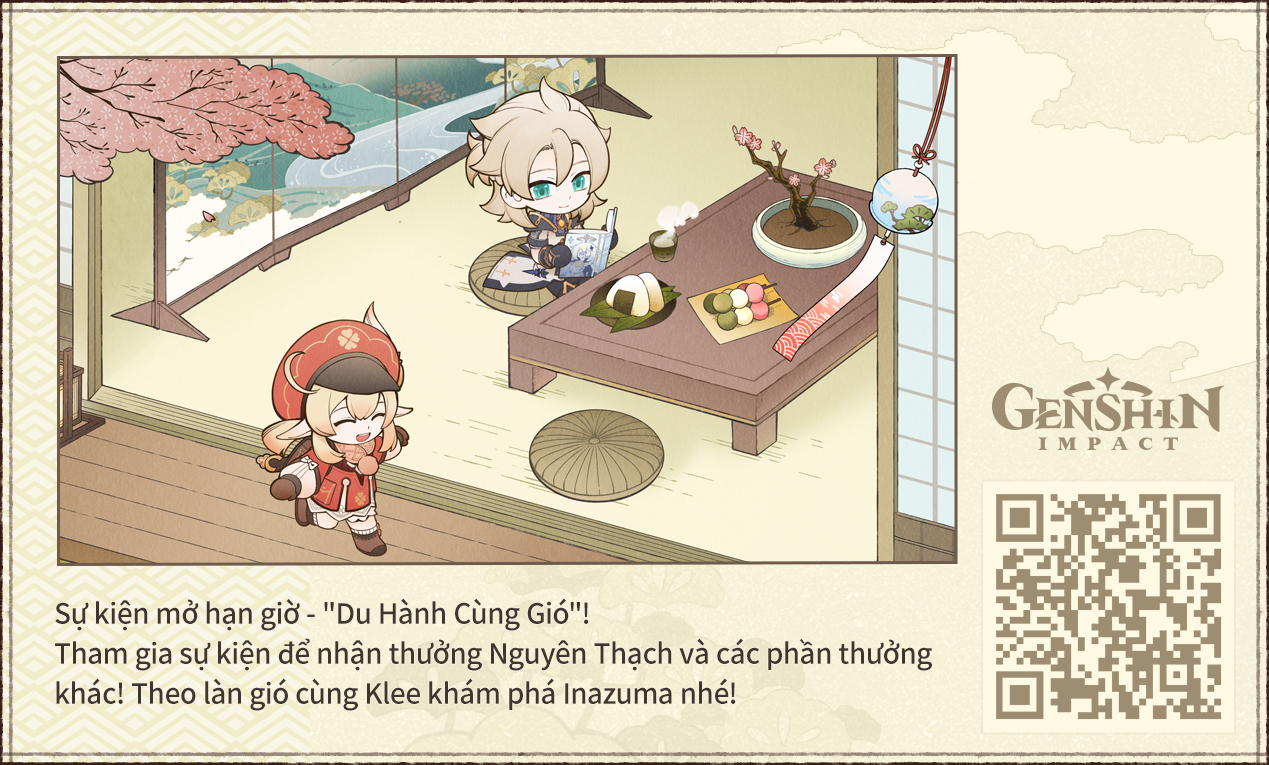 GENSHIN
IMPACT
Sự kiện mở hạn giờ - "Du Hành Cùng Gió"!
Tham gia sự kiện để nhận thưởng Nguyên Thạch và các phần thưởng
khác! Theo làn gió cùng Klee khám phá Inazuma nhé!